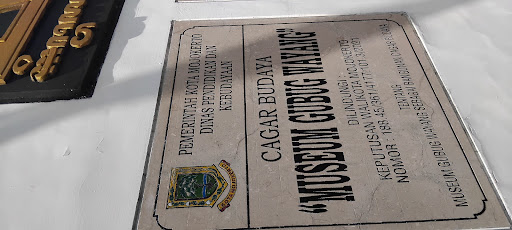 PEMERINTAH KOTA MOJOKERTO
DINAS PENDIDIKAN DAN
KEBUDAYAAN
CAGAR BUDAYA
"MUSEUM GUBUG WAYANG"
DILINDUNGI
KEPUTUSAN WALIKOTA MOJOKERTO
NOMOR
TENTANG
MUSEUM GUBUG WAYANG SEBAGAI BANGUNAN CAGAR BUDAYA